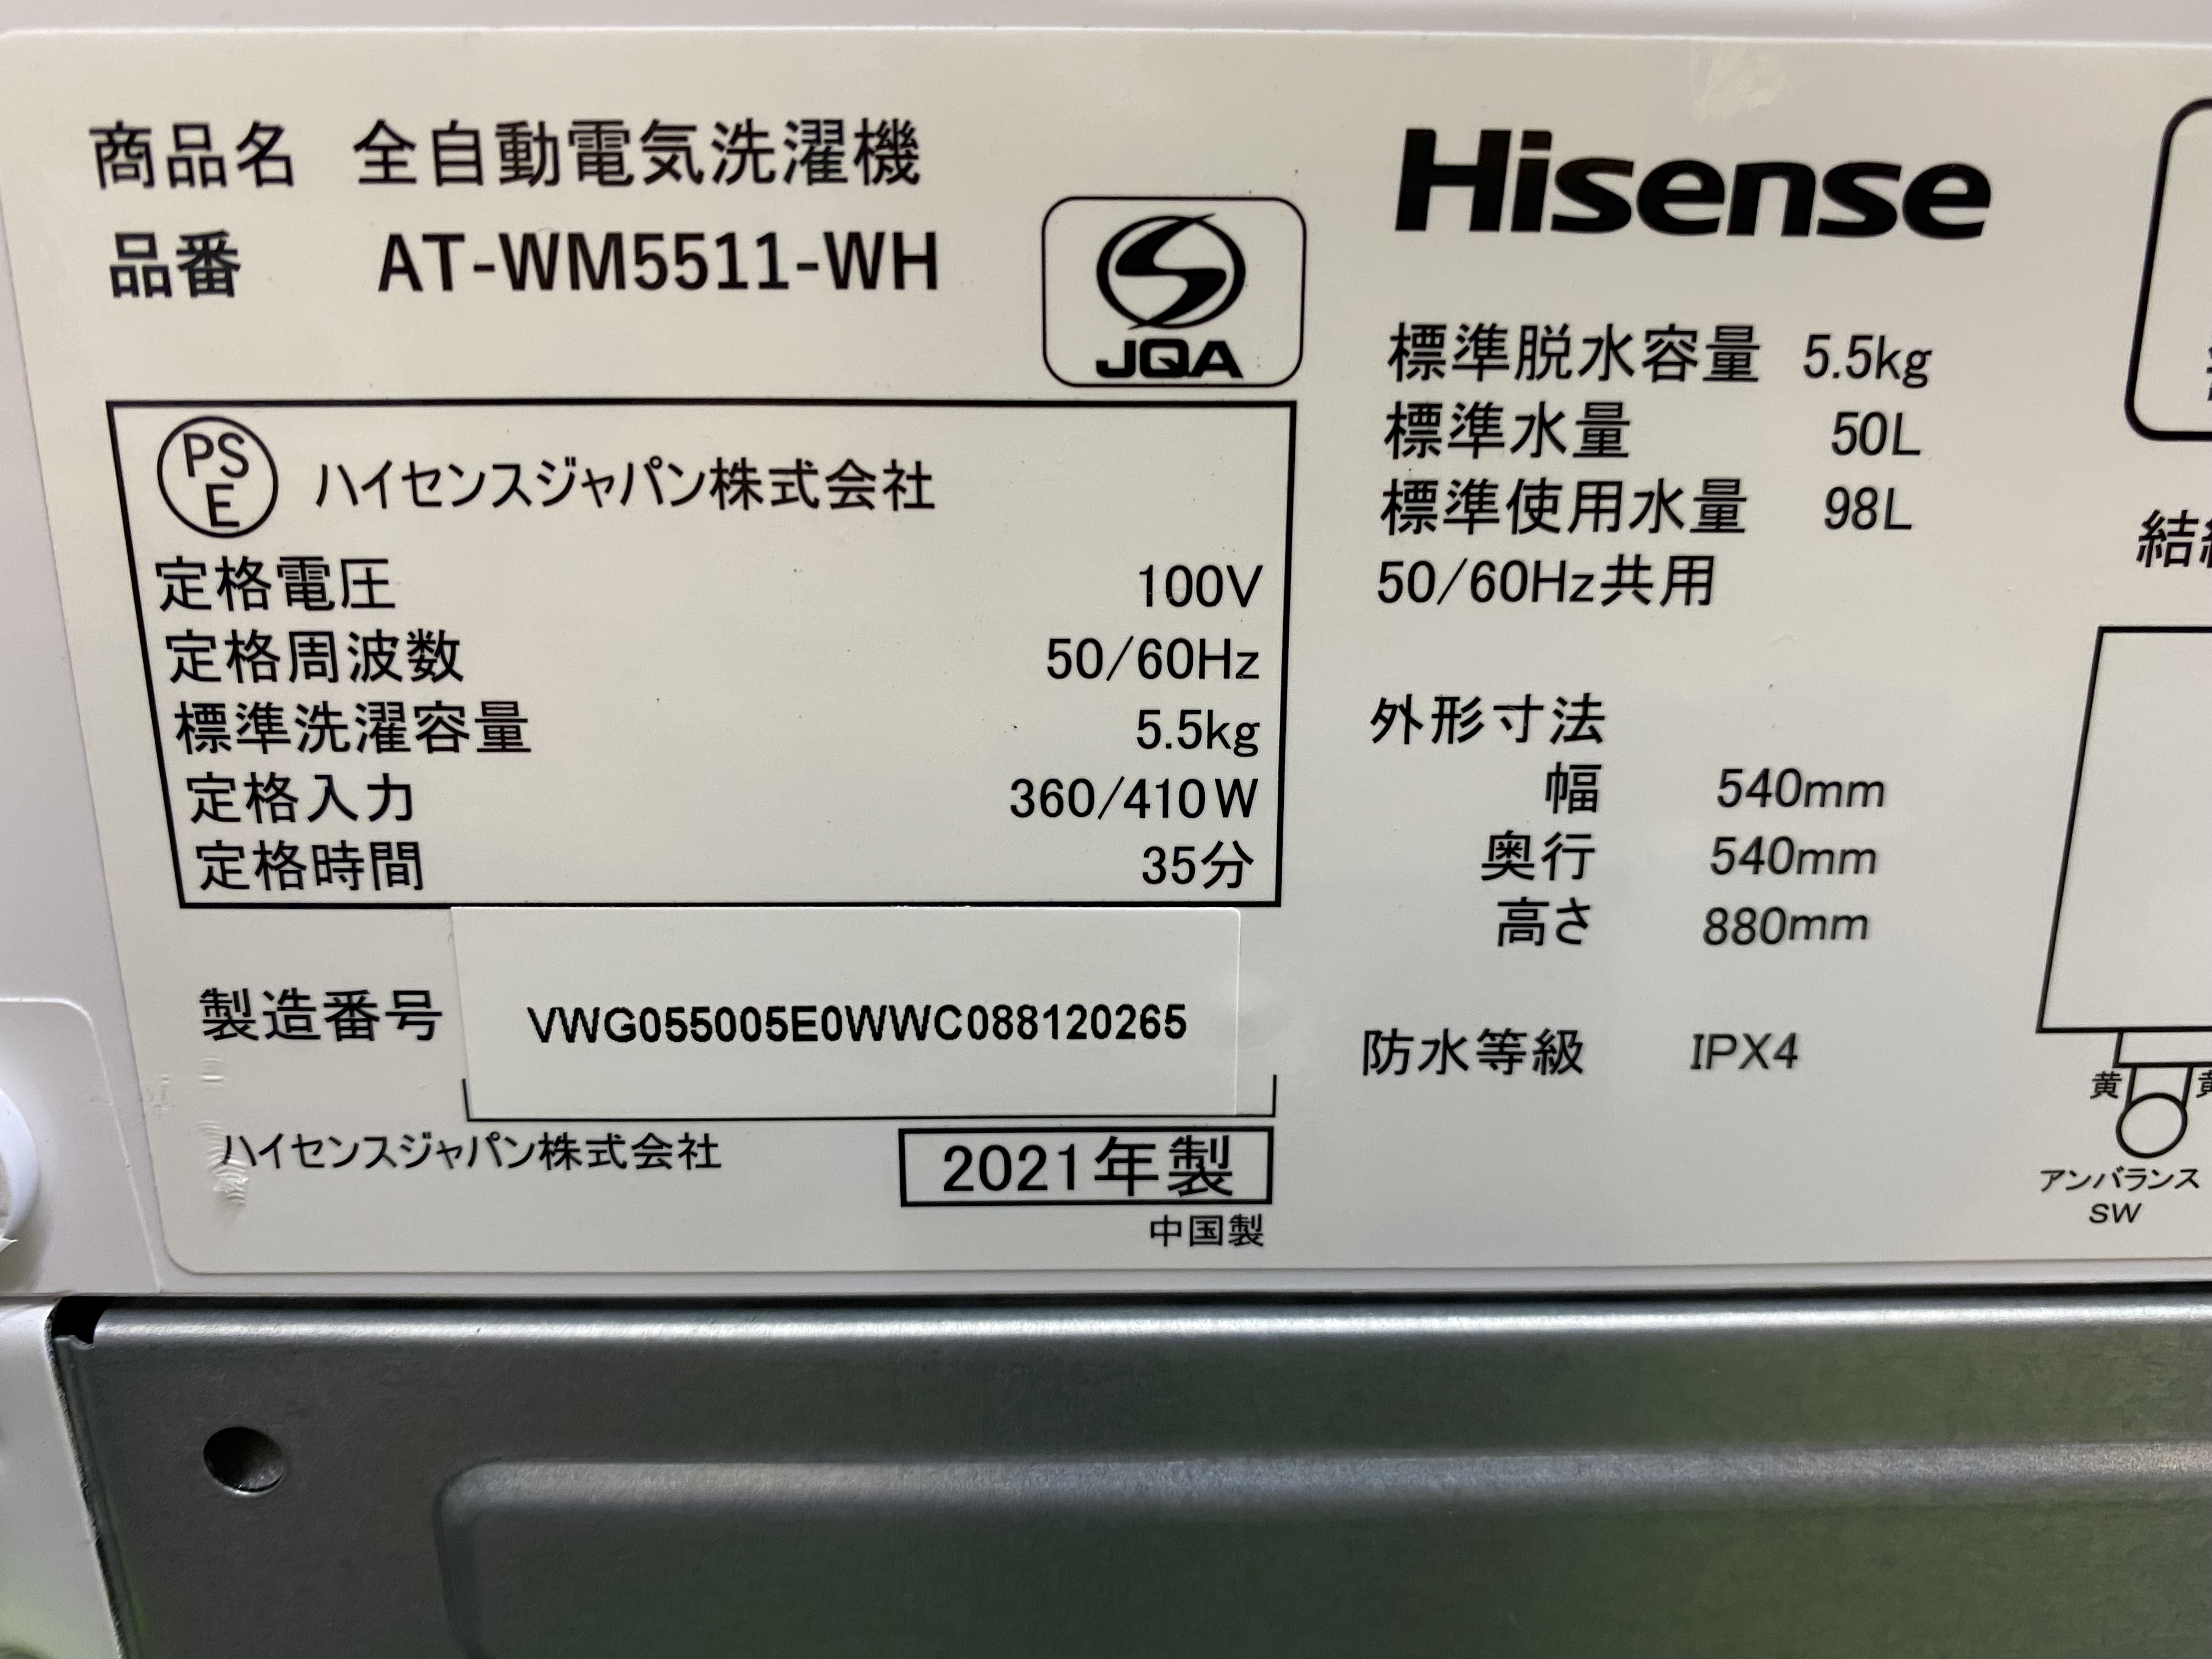 商品名 全自動電気洗濯機
品番 AT-WM5511-WH
JQA
PS
E
ハイセンスジャパン株式会社
定格電圧 100V
定格周波数 50/60Hz
標準洗濯容量 5.5kg
定格入力 360/410W
定格時間 35分
製造番号 VWG055005E0WWC088120265
ハイセンスジャパン株式会社
2021年製
中国製
Hisense
標準脱水容量 5.5kg
標準水量 50L
標準使用水量 98L
50/60Hz共用
外形寸法
幅 540mm
奥行 540mm
高さ 880mm
防水等級 IPX4
黄
アンバランス
SW